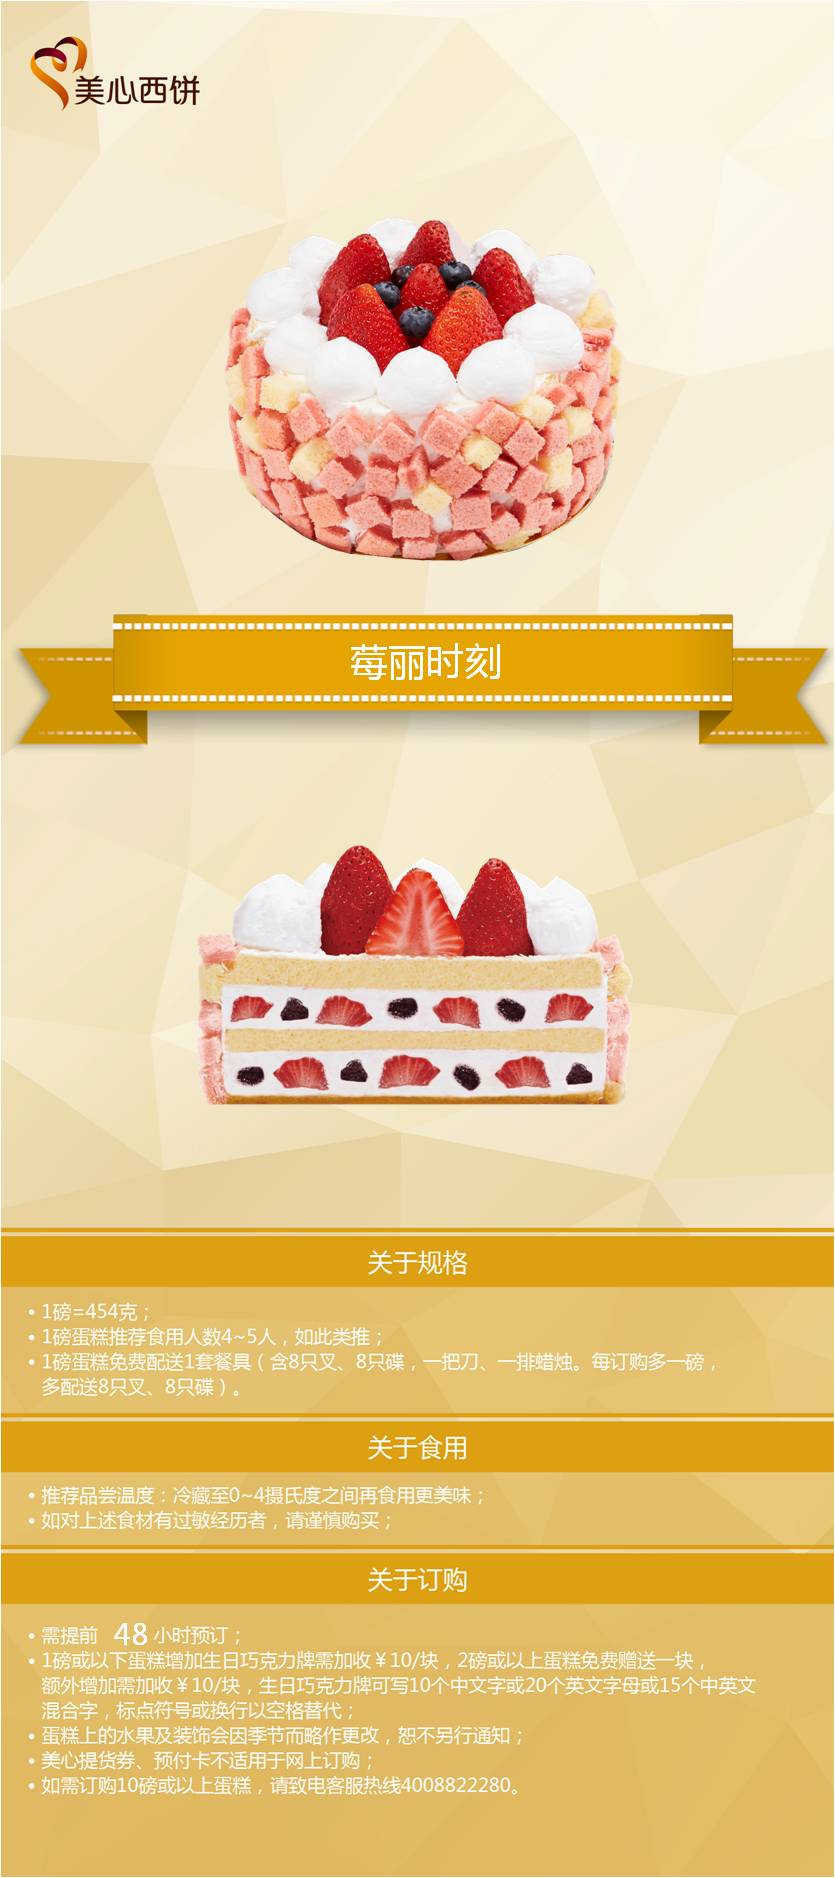 美心西饼
莓丽时刻
关于规格
• 1磅=454克；
• 1磅蛋糕推荐食用人数4~5人，如此类推；
• 1磅蛋糕免费配送1套餐具（含8只叉、8只碟，一把刀、一排蜡烛。每订购多一磅，
多配送8只叉、8只碟）。
关于食用
• 推荐品尝温度：冷藏至0~4摄氏度之间再食用更美味；
• 如对上述食材有过敏经历者，请谨慎购买；
关于订购
• 需提前 48 小时预订；
• 1磅或以下蛋糕增加生日巧克力牌需加收￥10/块，2磅或以上蛋糕免费赠送一块，
额外增加需加收￥10/块，生日巧克力牌可写10个中文字或20个英文字母或15个中英文
混合字，标点符号或换行以空格替代；
• 蛋糕上的水果及装饰会因季节而略作更改，恕不另行通知；
• 美心提货券、预付卡不适用于网上订购；
• 如需订购10磅或以上蛋糕，请致电客服热线4008822280。